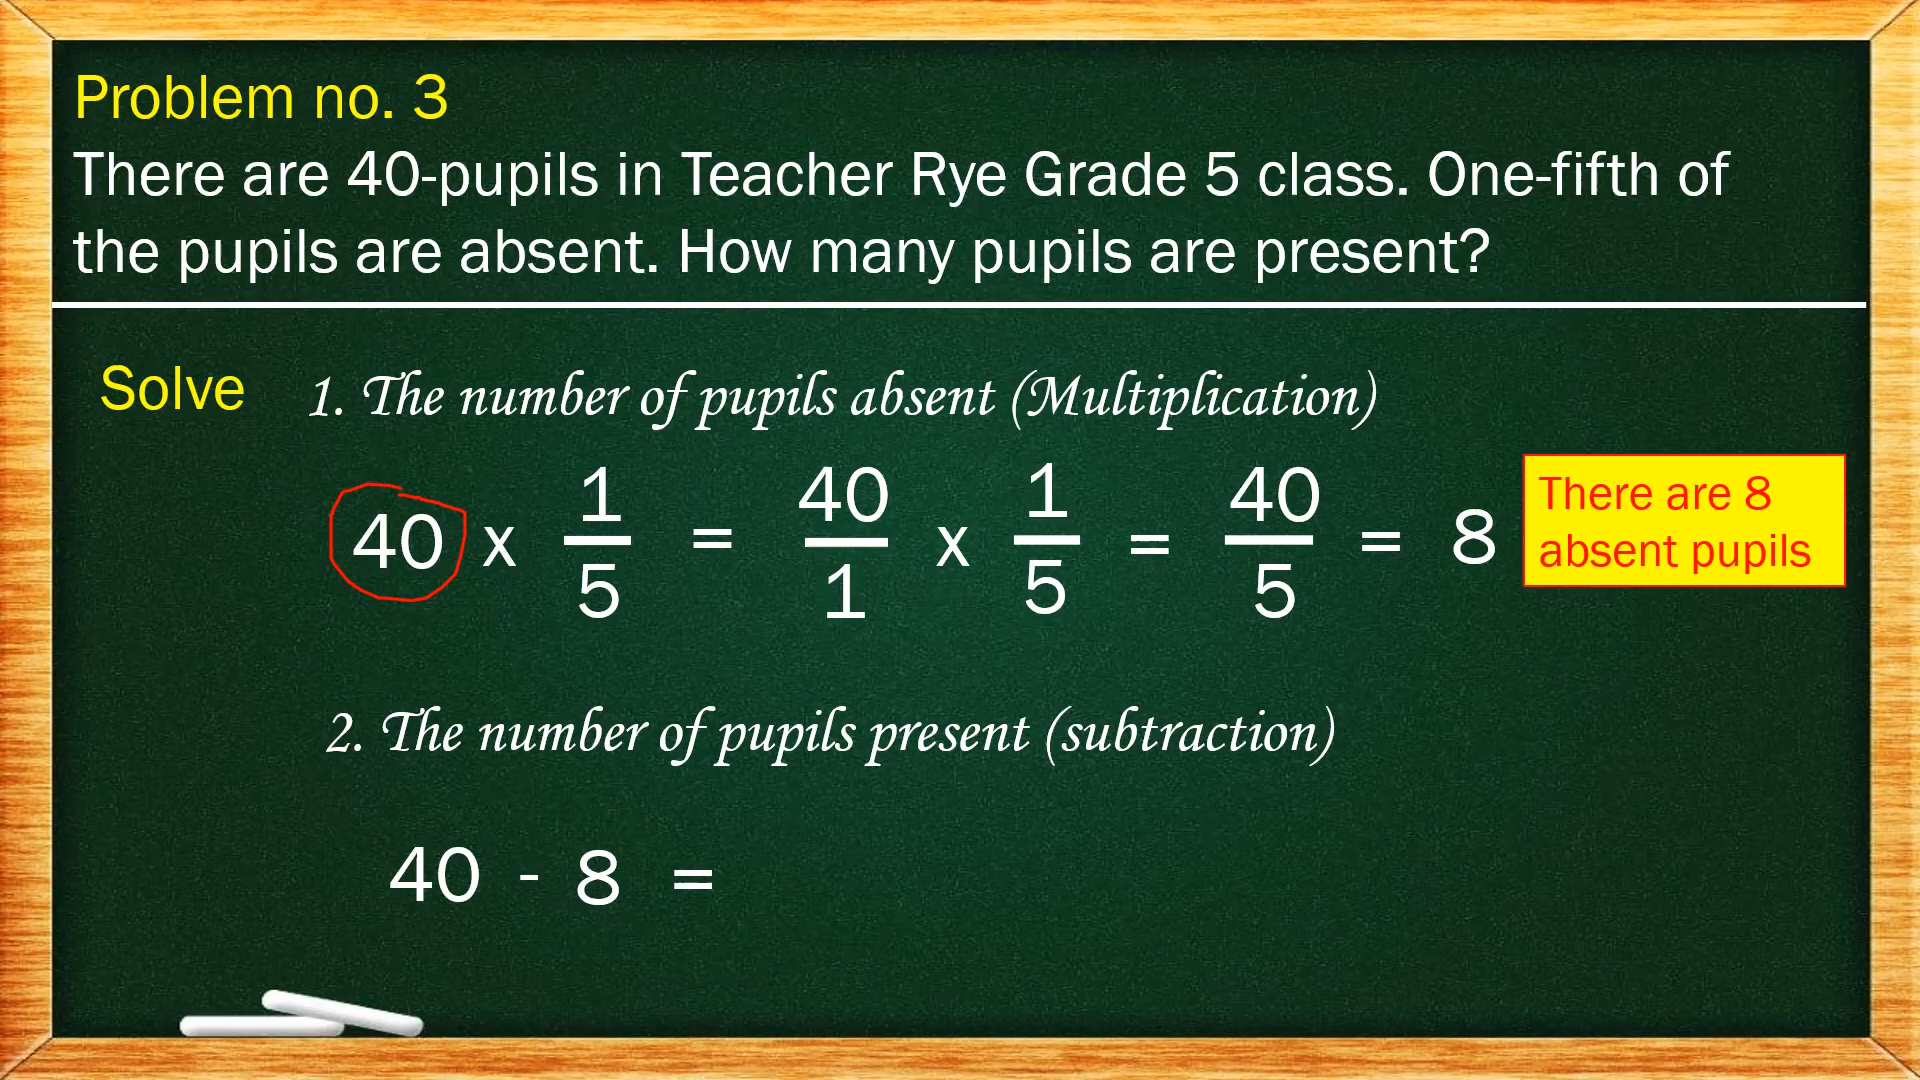 Problem no. 3
There are 40-pupils in Teacher Rye Grade 5 class. One-fifth of
the pupils are absent. How many pupils are present?
Solve 1. The number of pupils absent (Multiplication)
40 x 1/5 = 40/1 x 1/5 = 40/5 = 8
There are 8
absent pupils
2. The number of pupils present (subtraction)
40 - 8 =